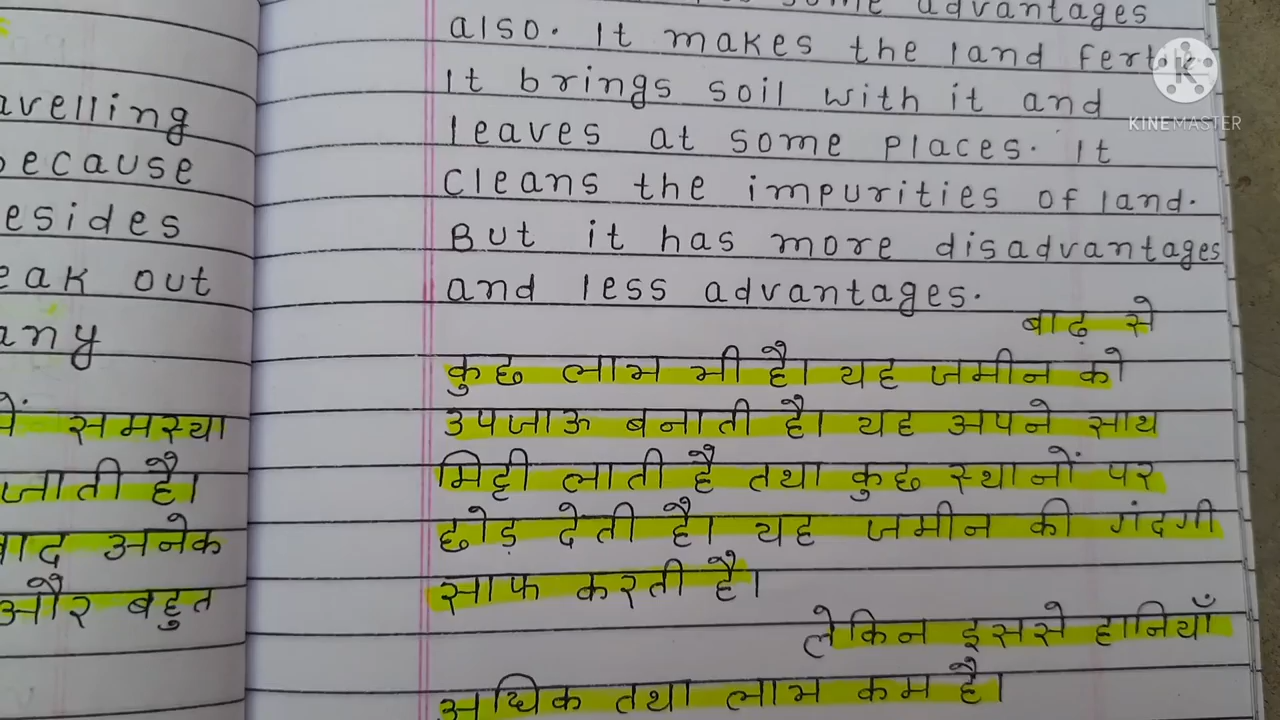 avelling
because
esides
eak out
any
में समस्या
जाती है।
बाद अनेक
और बहुत
some advantages
also. It makes the land fertile
It brings soil with it and
leaves at some places. It
cleans the impurities of land.
But it has more disadvantages
and less advantages.
बाढ़ से
कुछ लाभ भी है। यह जमीन को
उपजाऊ बनाती है। यह अपने साथ
मिट्टी लाती है तथा कुछ स्थानों पर
छोड़ देती है। यह जमीन की गंदगी
साफ करती है।
लेकिन इससे हानियाँ
अधिक तथा लाभ कम है।
K
KINEMASTER